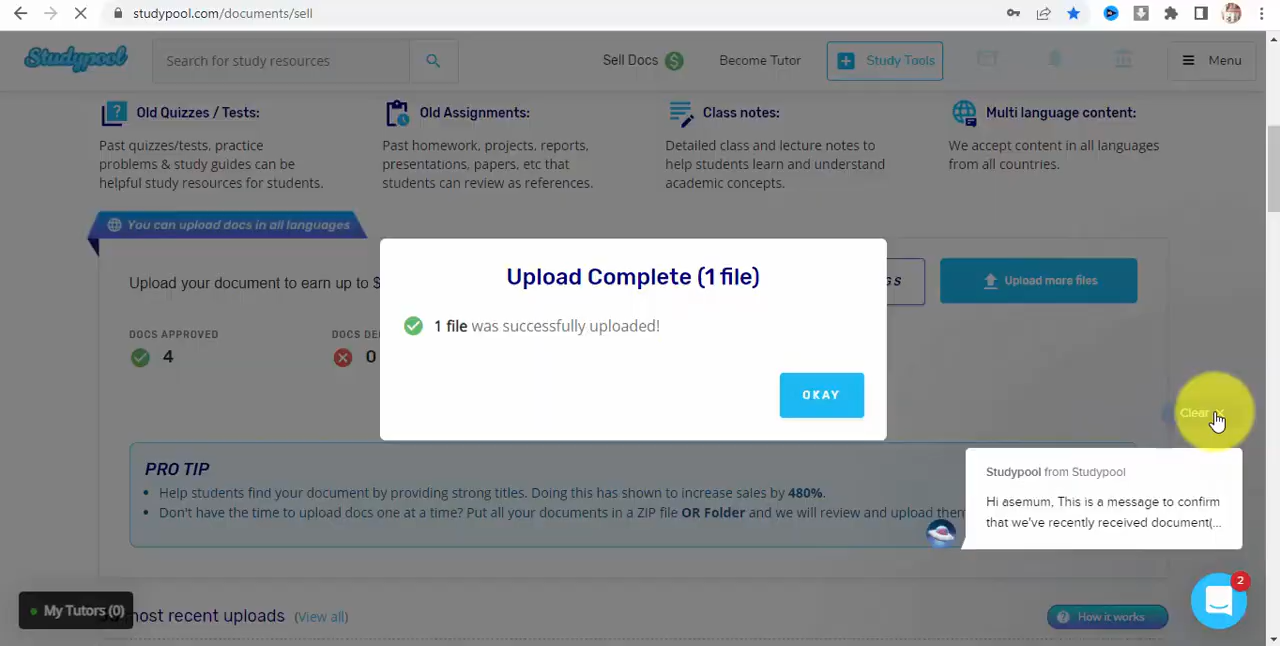 studypool.com/documents/sell
Studypool
Search for study resources
Sell Docs $
Become Tutor
Study Tools
Menu
Old Quizzes / Tests:
Past quizzes/tests, practice
problems & study guides can be
helpful study resources for students.
Old Assignments:
Past homework, projects, reports,
presentations, papers, etc that
students can review as references.
Class notes:
Detailed class and lecture notes to
help students learn and understand
academic concepts.
Multi language content:
We accept content in all languages
from all countries.
You can upload docs in all languages
Upload your document to earn up to $
Upload more files
DOCS APPROVED
4
DOCS DE
0
Upload Complete (1 file)
1 file was successfully uploaded!
OKAY
Clear ×
PRO TIP
Help students find your document by providing strong titles. Doing this has shown to increase sales by 480%.
Don't have the time to upload docs one at a time? Put all your documents in a ZIP file OR Folder and we will review and upload them
Studypool from Studypool
Hi asemum, This is a message to confirm
that we've recently received document(...
2
My Tutors (0)
most recent uploads (View all)
? How it works